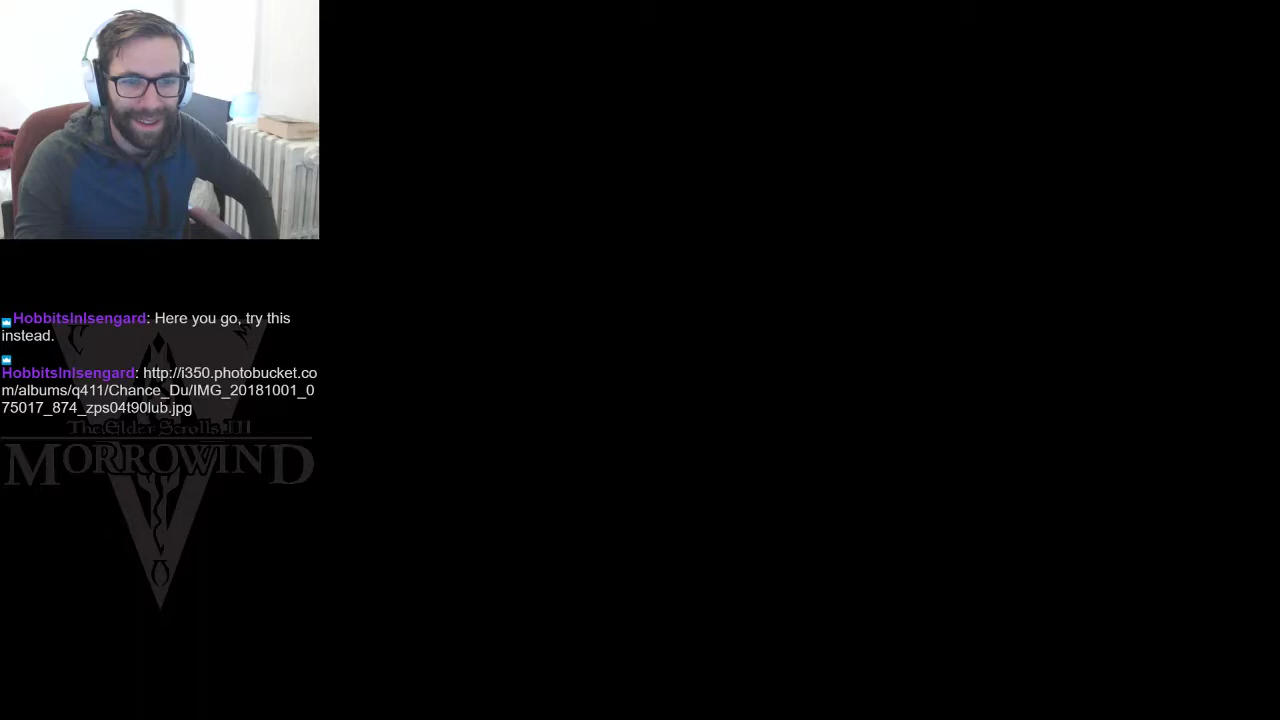 HobbitsInIsengard: Here you go, try this
instead.
HobbitsInIsengard: http://i350.photobucket.co
m/albums/q411/Chance_Du/IMG_20181001_0
75017_874_zps04t90lub.jpg
The Elder Scrolls III
MORROWIND